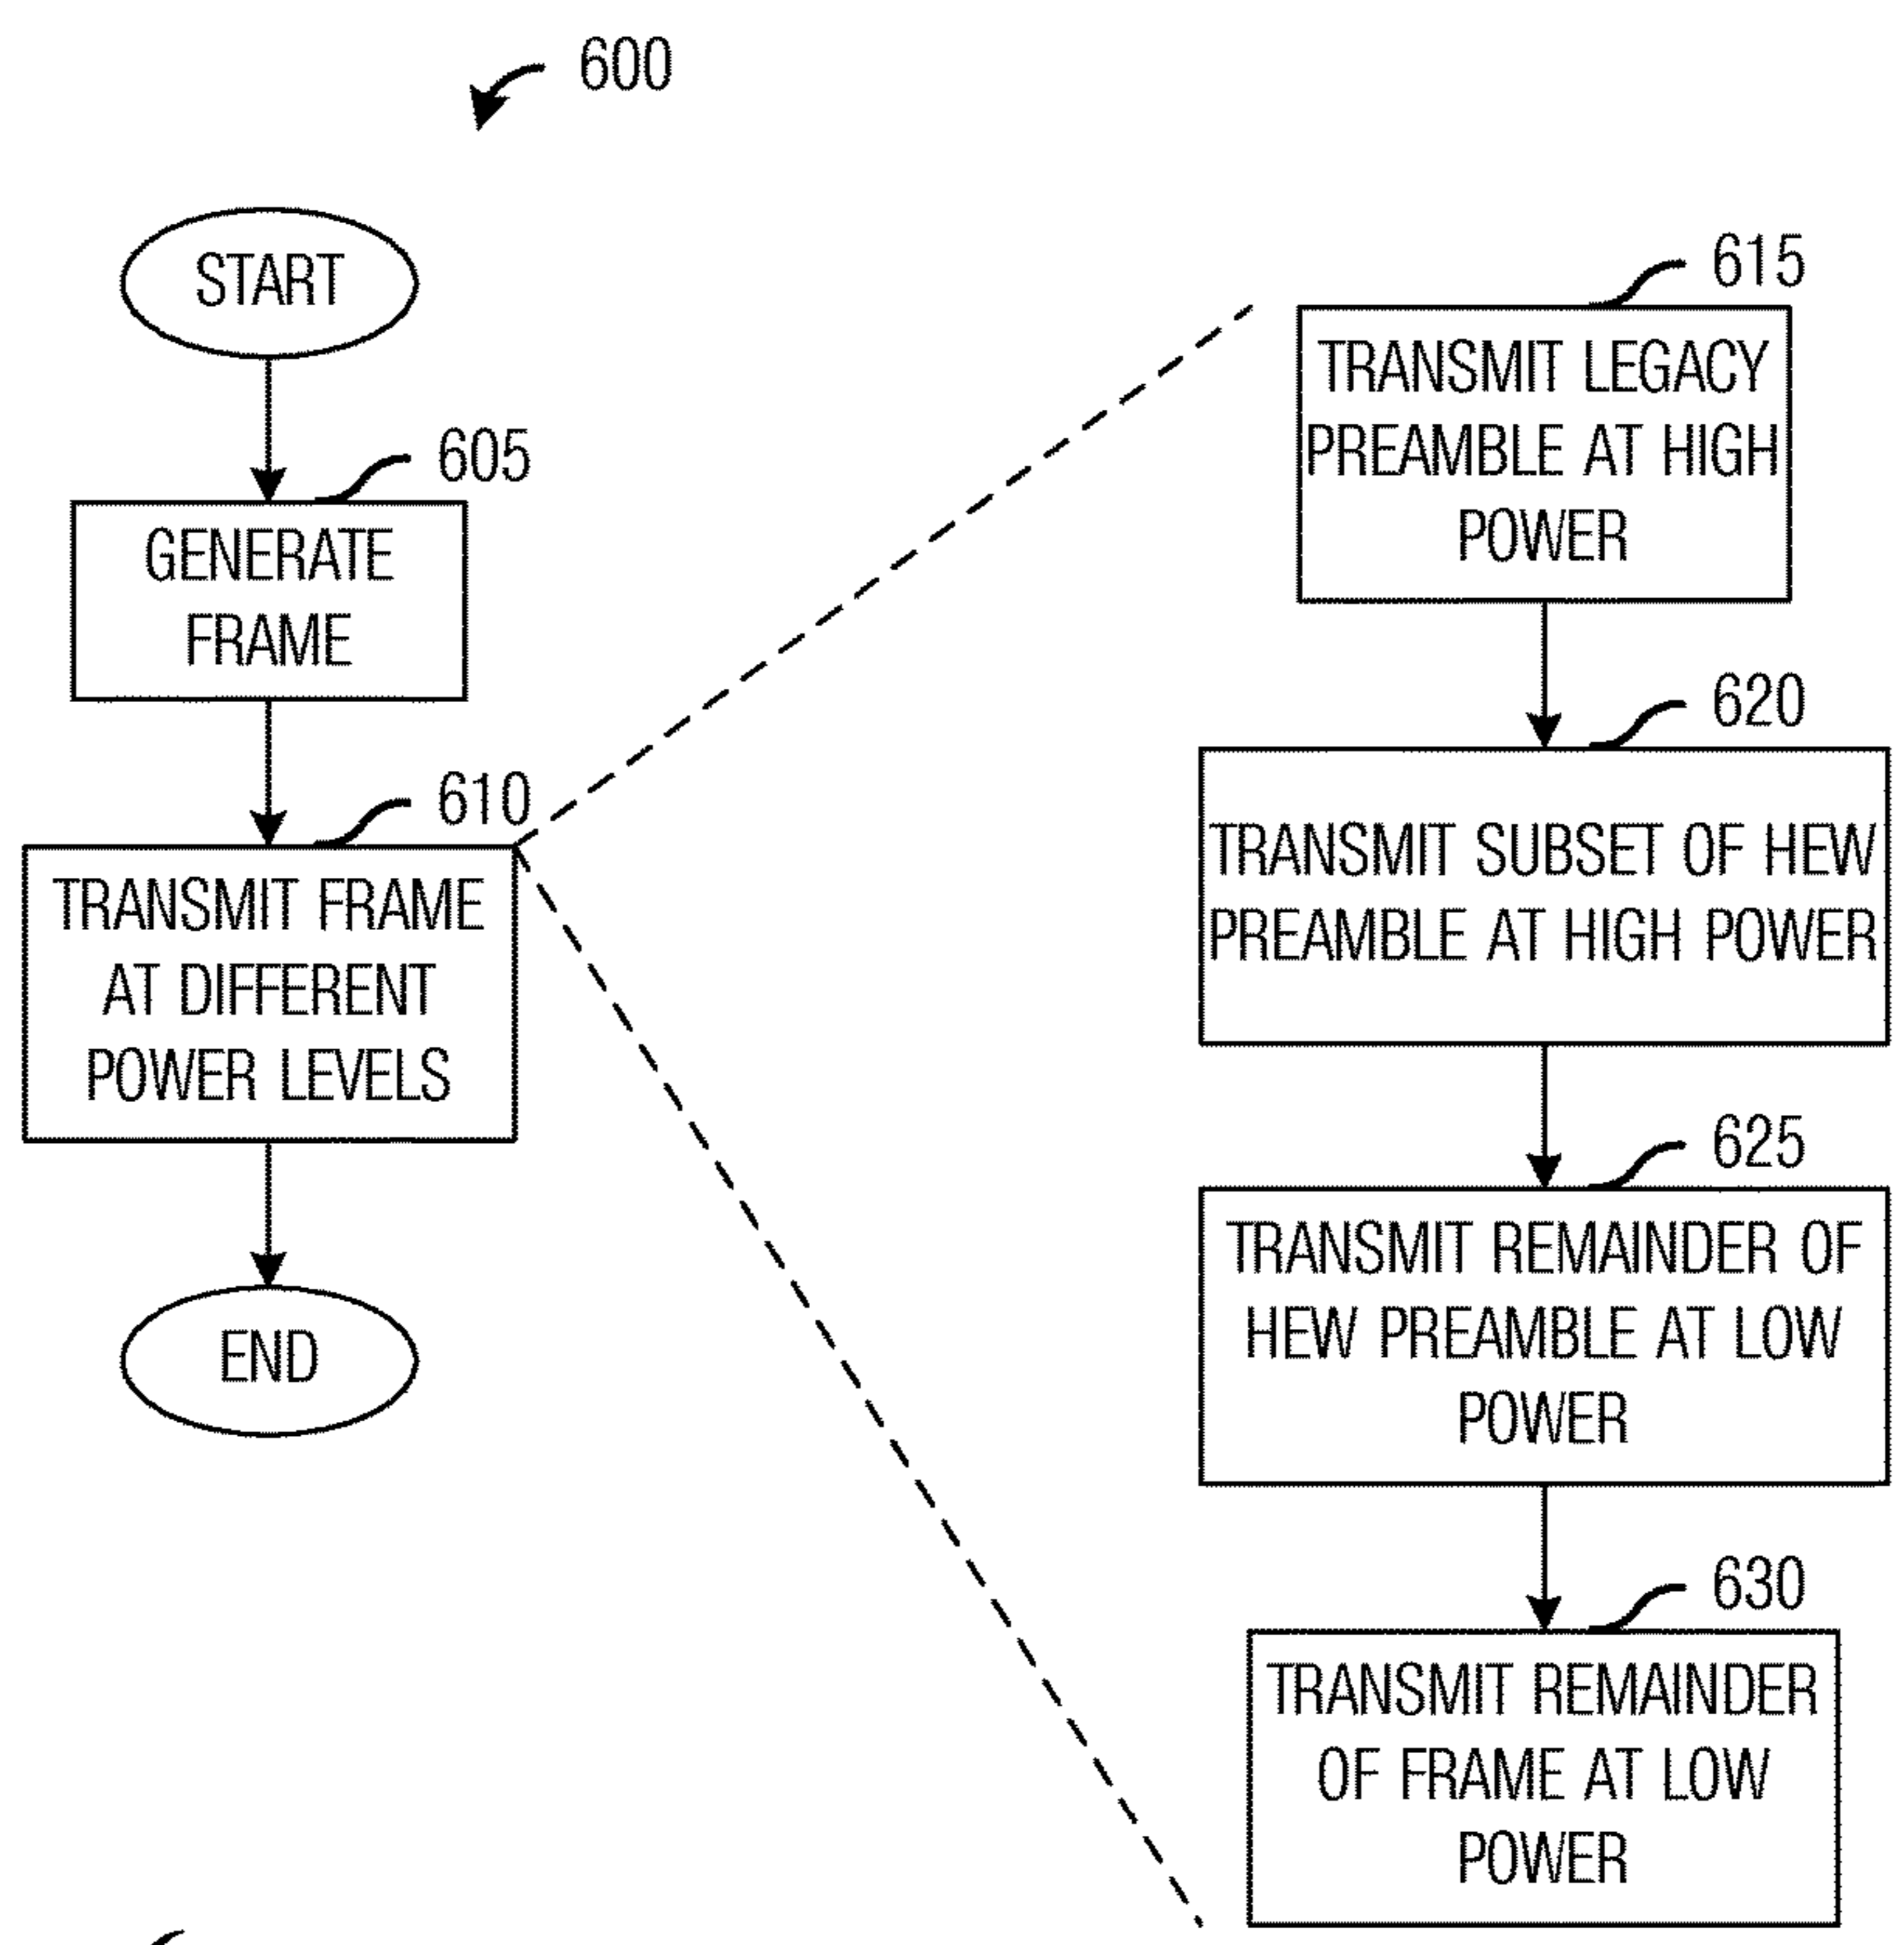 600
START
605
GENERATE
FRAME
610
TRANSMIT FRAME
AT DIFFERENT
POWER LEVELS
END
615
TRANSMIT LEGACY
PREAMBLE AT HIGH
POWER
620
TRANSMIT SUBSET OF HEW
PREAMBLE AT HIGH POWER
625
TRANSMIT REMAINDER OF
HEW PREAMBLE AT LOW
POWER
630
TRANSMIT REMAINDER
OF FRAME AT LOW
POWER